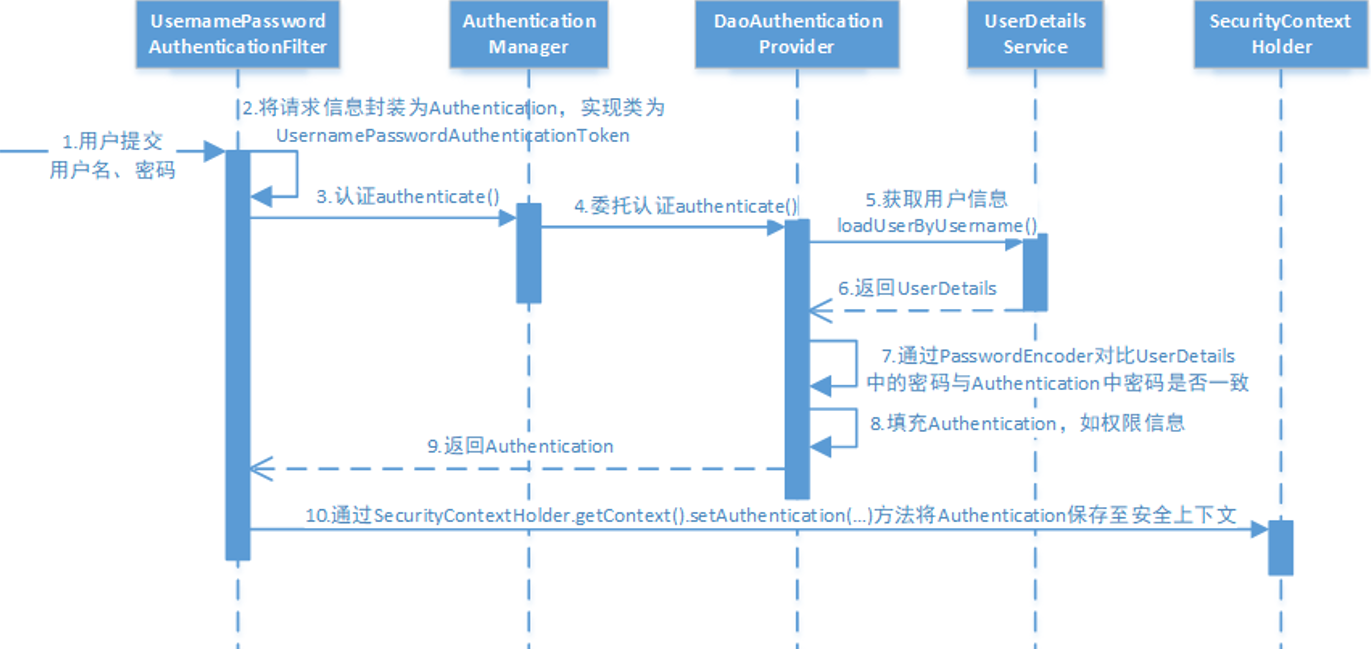 UsernamePassword
AuthenticationFilter
Authentication
Manager
DaoAuthentication
Provider
UserDetails
Service
SecurityContext
Holder
2.将请求信息封装为Authentication，实现类为
UsernamePasswordAuthenticationToken
1.用户提交
用户名、密码
3.认证authenticate()
4.委托认证authenticate()
5.获取用户信息
loadUserByUsername()
6.返回UserDetails
7.通过PasswordEncoder对比UserDetails
中的密码与Authentication中密码是否一致
8.填充Authentication，如权限信息
9.返回Authentication
10.通过SecurityContextHolder.getContext().setAuthentication(...)方法将Authentication保存至安全上下文